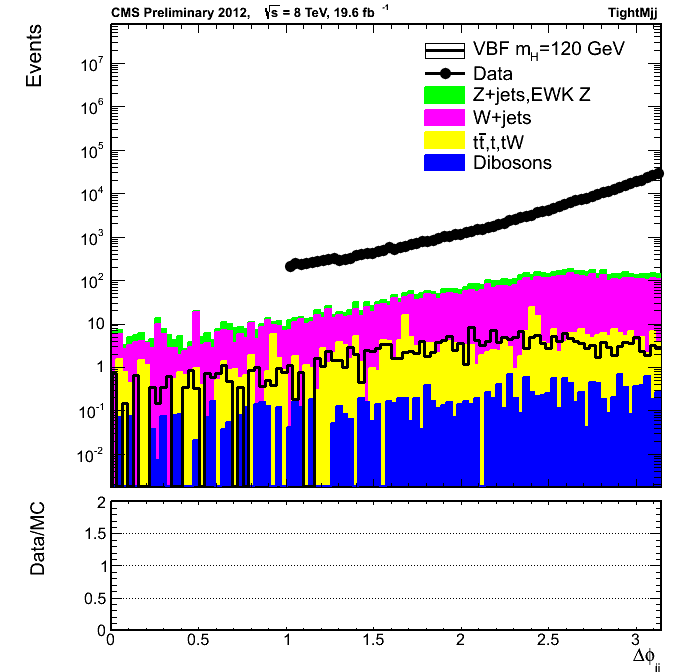 CMS Preliminary 2012, √s = 8 TeV, 19.6 fb⁻¹ TightMjj
Events
VBF m_H=120 GeV
Data
Z+jets,EWK Z
W+jets
tt̅,t,tW
Dibosons
10⁷
10⁶
10⁵
10⁴
10³
10²
10
1
10⁻¹
10⁻²
Data/MC
2
1.5
1
0.5
0
0 0.5 1 1.5 2 2.5 3
Δϕ_jj